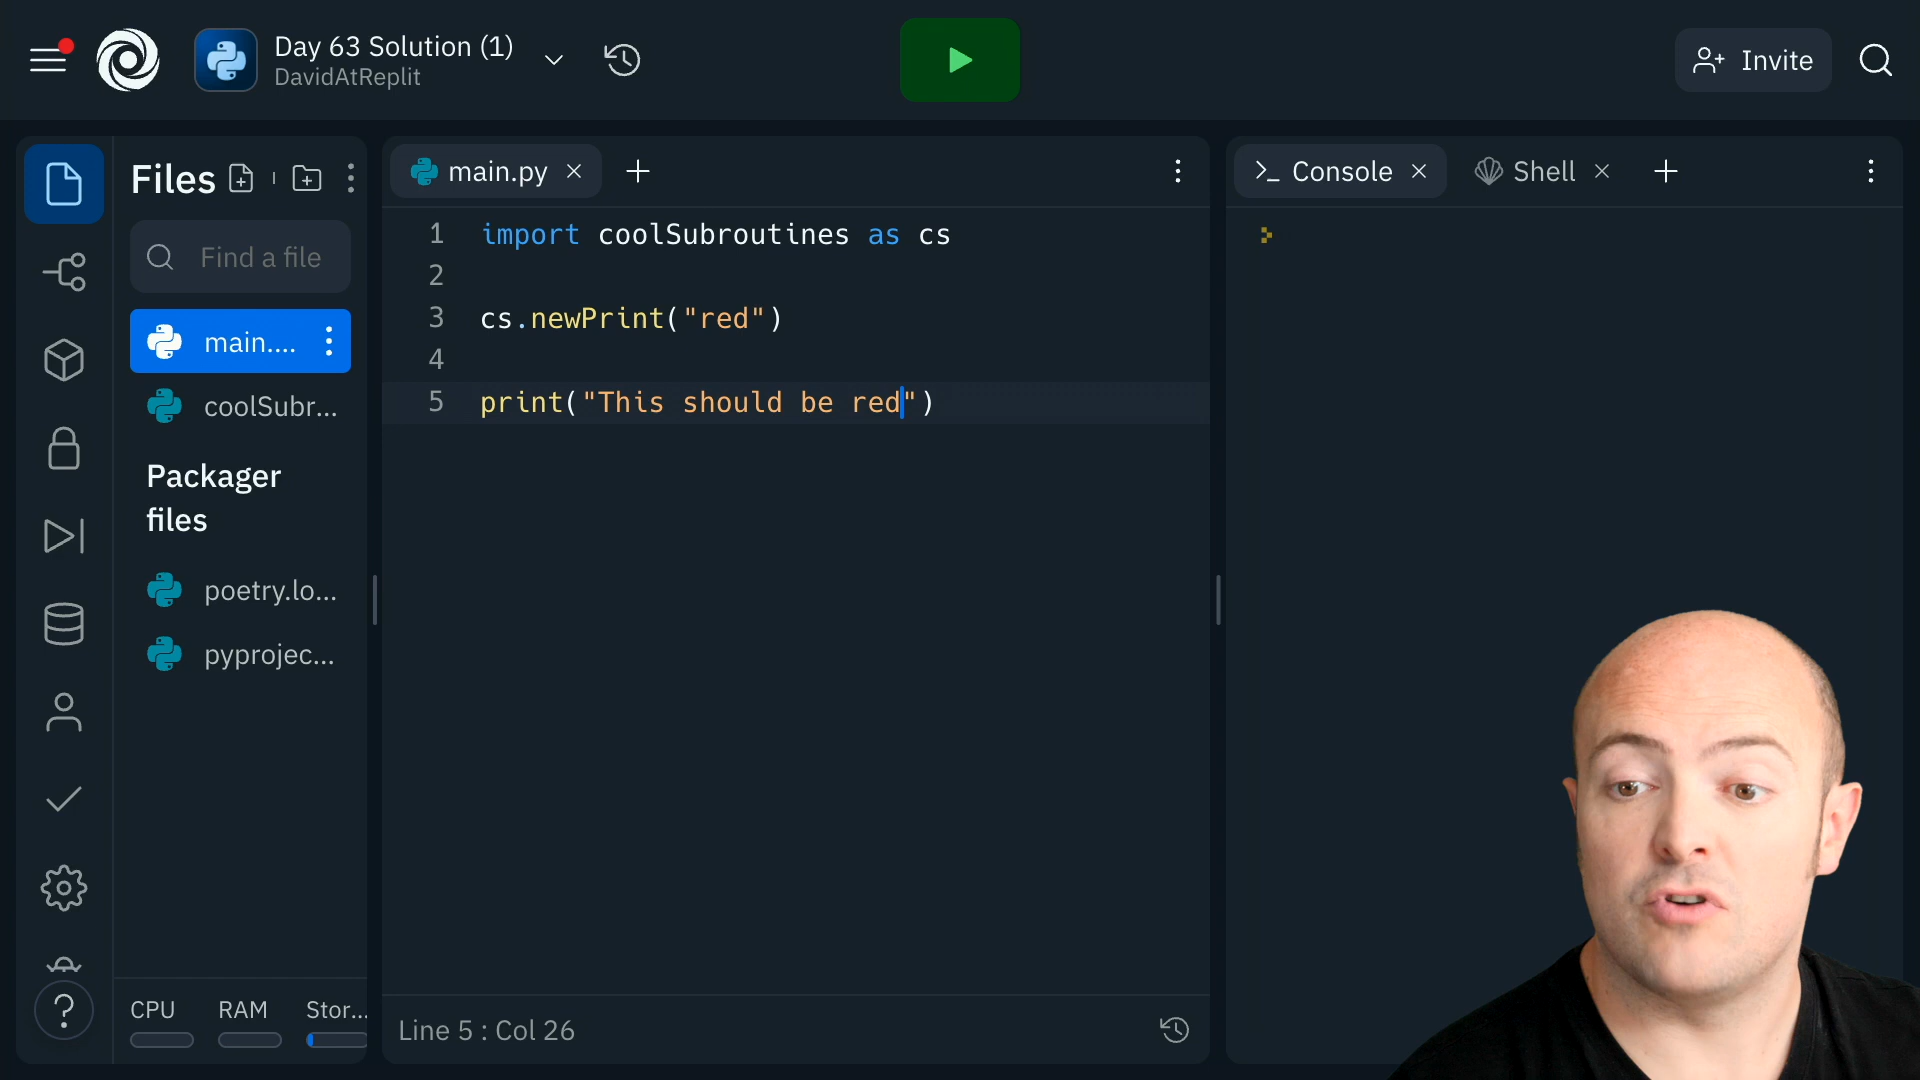 Day 63 Solution (1)
DavidAtReplit
Invite
Files
Find a file
main....
coolSubr...
Packager
files
poetry.lo...
pyprojec...
CPU RAM Stor...
main.py
1 import coolSubroutines as cs
2
3 cs.newPrint("red")
4
5 print("This should be red")
Line 5 : Col 26
Console
Shell